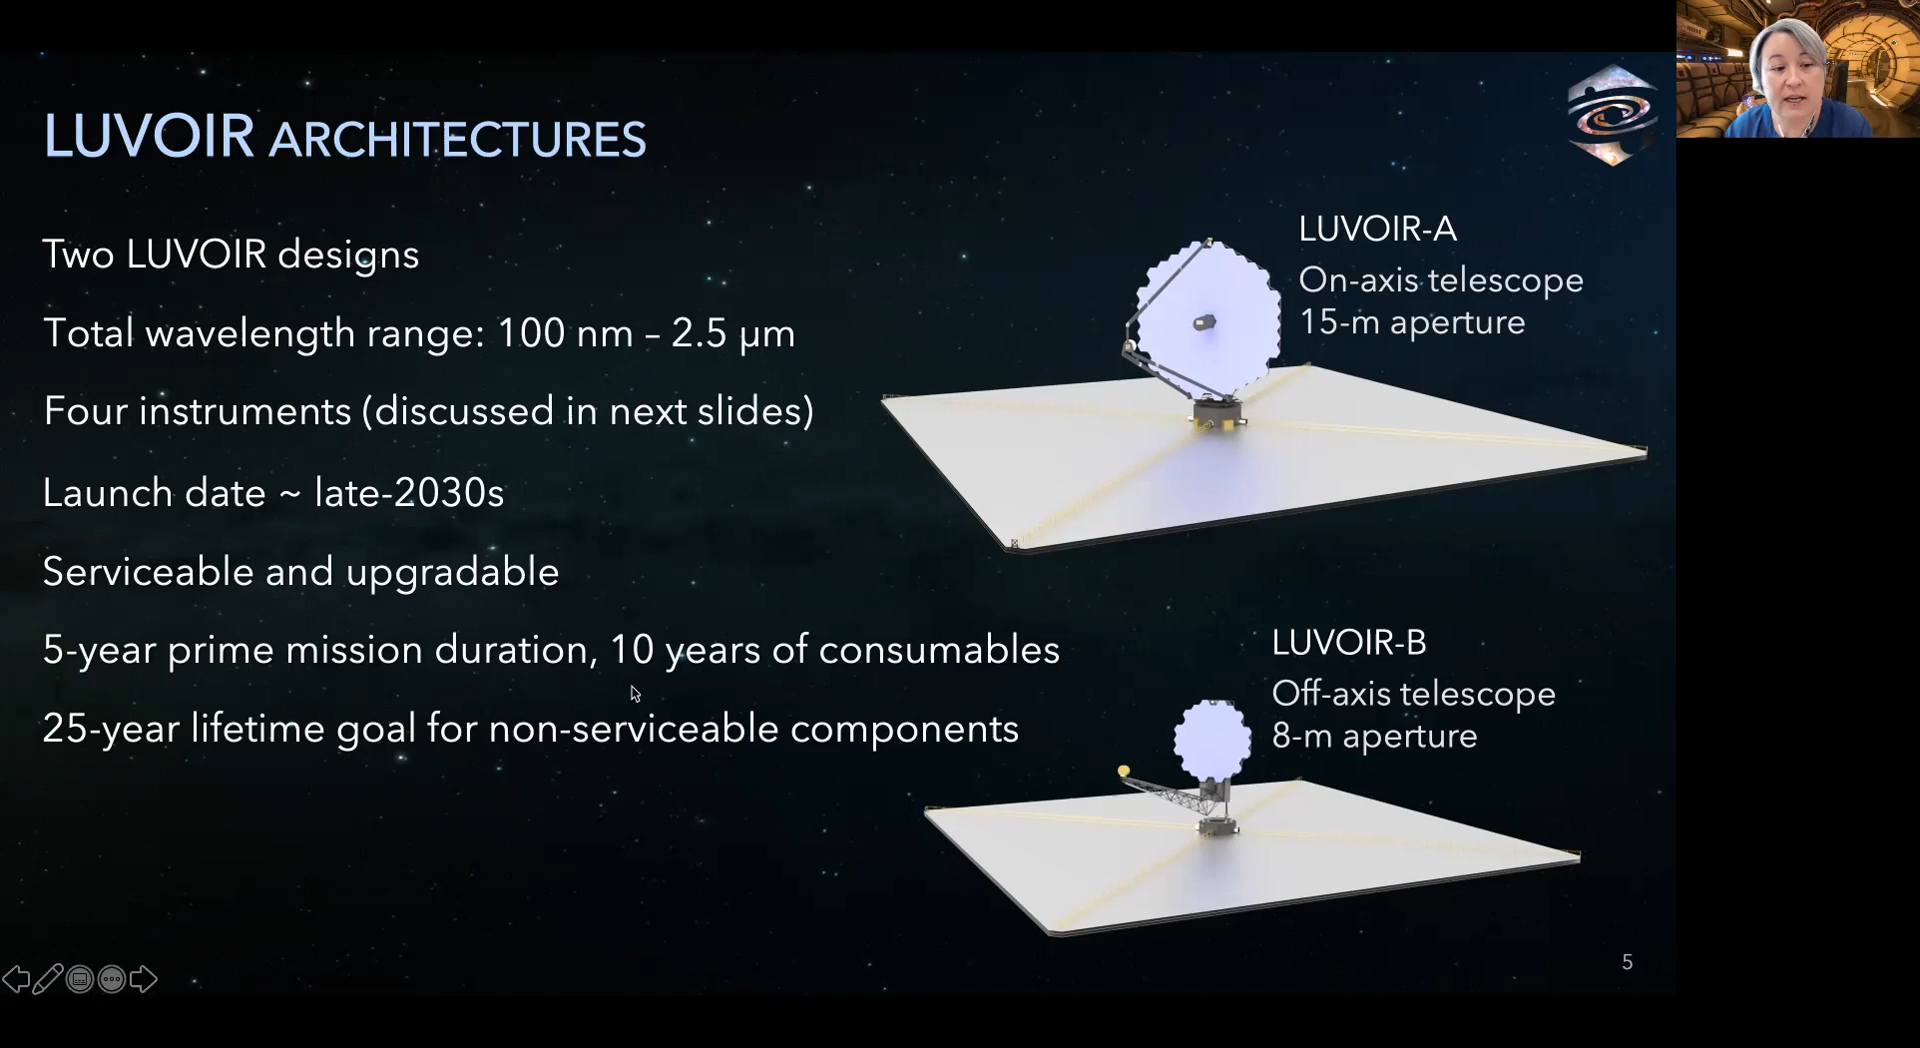 LUVOIR ARCHITECTURES
Two LUVOIR designs
Total wavelength range: 100 nm – 2.5 µm
Four instruments (discussed in next slides)
Launch date ~ late-2030s
Serviceable and upgradable
5-year prime mission duration, 10 years of consumables
25-year lifetime goal for non-serviceable components
LUVOIR-A
On-axis telescope
15-m aperture
LUVOIR-B
Off-axis telescope
8-m aperture
5